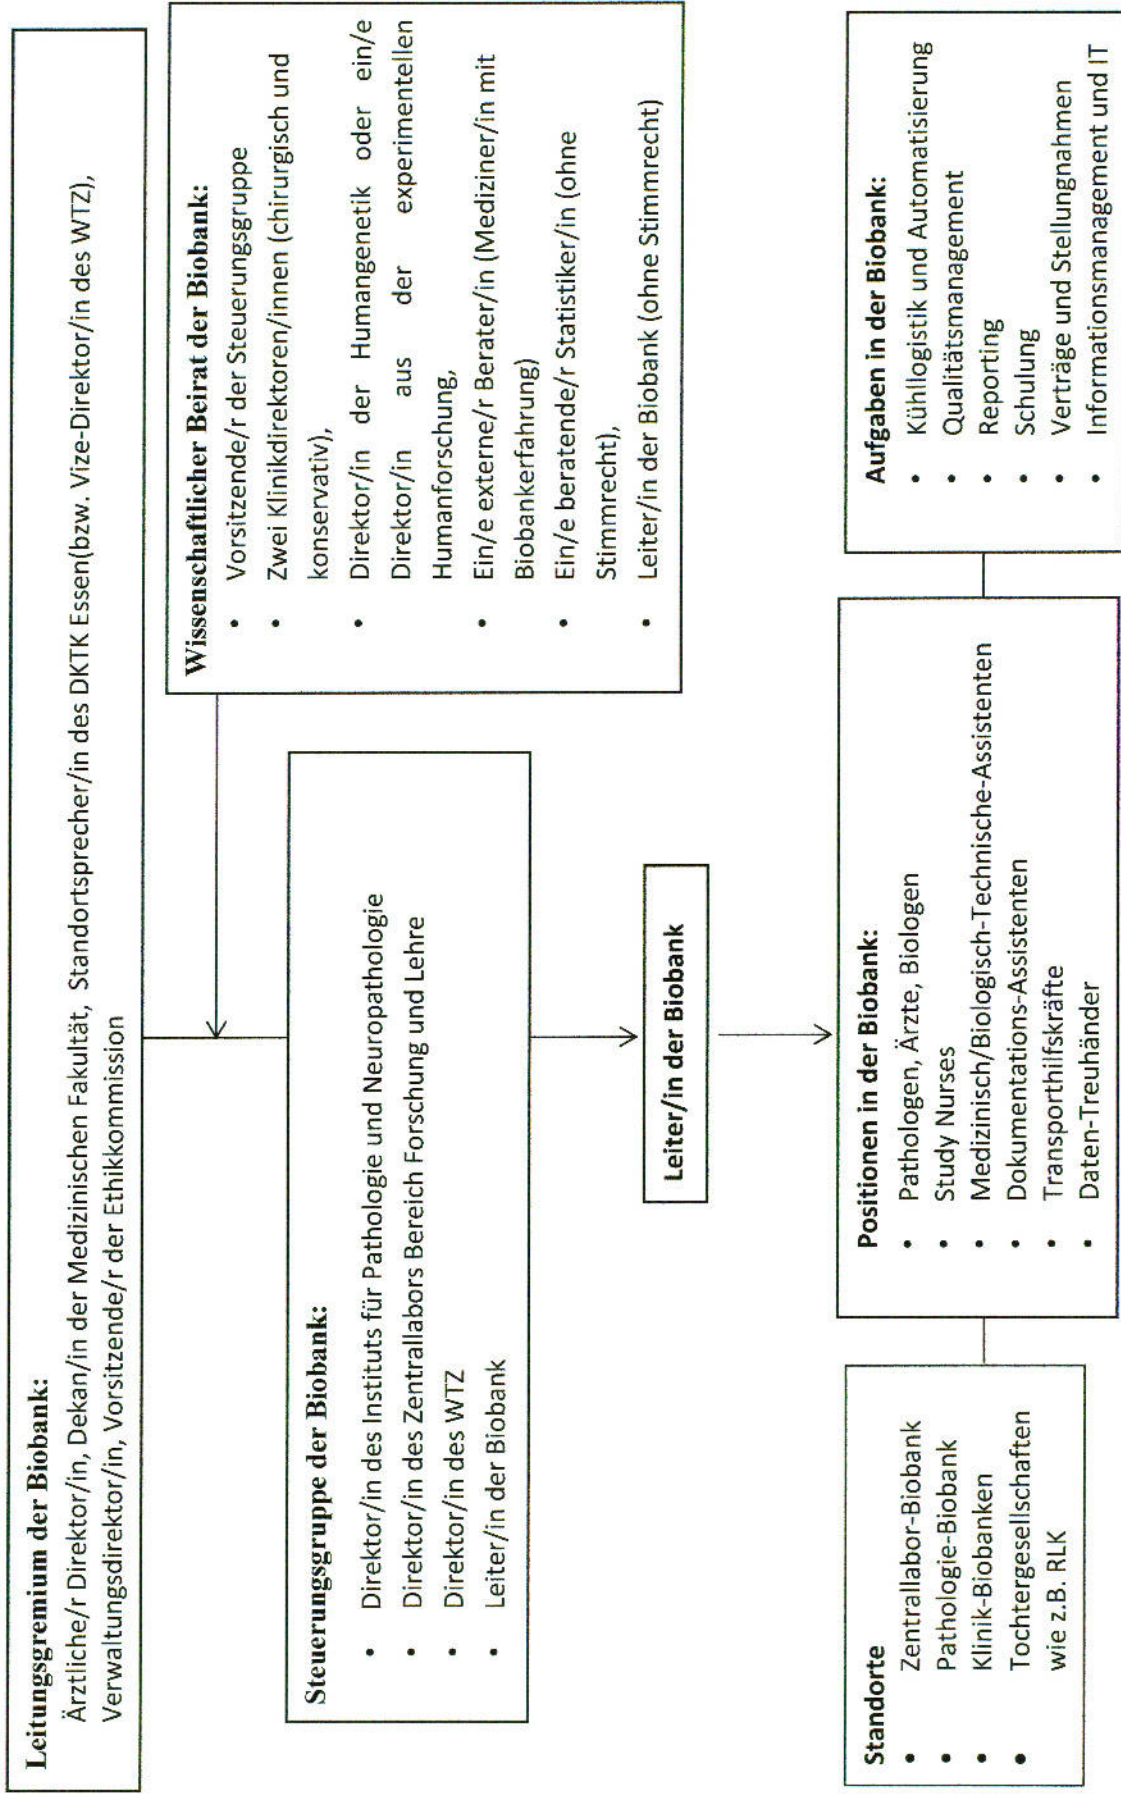 Leitungsgremium der Biobank:
Ärztliche/r Direktor/in, Dekan/in der Medizinischen Fakultät, Standortsprecher/in des DKTK Essen(bzw. Vize-Direktor/in des WTZ),
Verwaltungsdirektor/in, Vorsitzende/r der Ethikkommission
Wissenschaftlicher Beirat der Biobank:
• Vorsitzende/r der Steuerungsgruppe
• Zwei Klinikdirektoren/innen (chirurgisch und
konservativ),
• Direktor/in der Humangenetik oder ein/e
Direktor/in aus der experimentellen
Humanforschung,
• Ein/e externe/r Berater/in (Mediziner/in mit
Biobankerfahrung)
• Ein/e beratende/r Statistiker/in (ohne
Stimmrecht),
• Leiter/in der Biobank (ohne Stimmrecht)
Steuerungsgruppe der Biobank:
• Direktor/in des Instituts für Pathologie und Neuropathologie
• Direktor/in des Zentrallabors Bereich Forschung und Lehre
• Direktor/in des WTZ
• Leiter/in der Biobank
Leiter/in der Biobank
Standorte
• Zentrallabor-Biobank
• Pathologie-Biobank
• Klinik-Biobanken
• Tochtergesellschaften
wie z.B. RLK
Positionen in der Biobank:
• Pathologen, Ärzte, Biologen
• Study Nurses
• Medizinisch/Biologisch-Technische-Assistenten
• Dokumentations-Assistenten
• Transporthilfskräfte
• Daten-Treuhänder
Aufgaben in der Biobank:
• Kühllogistik und Automatisierung
• Qualitätsmanagement
• Reporting
• Schulung
• Verträge und Stellungnahmen
• Informationsmanagement und IT